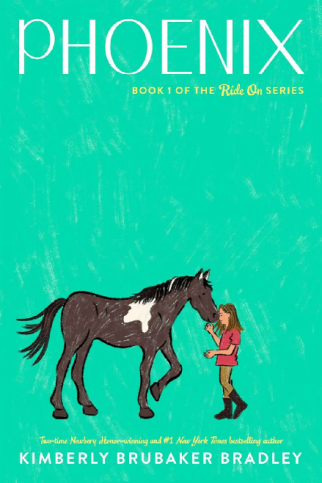 PHOENIX
BOOK 1 OF THE Ride On SERIES
Two-time Newbery Honor-winning and #1 New York Times bestselling author
KIMBERLY BRUBAKER BRADLEY